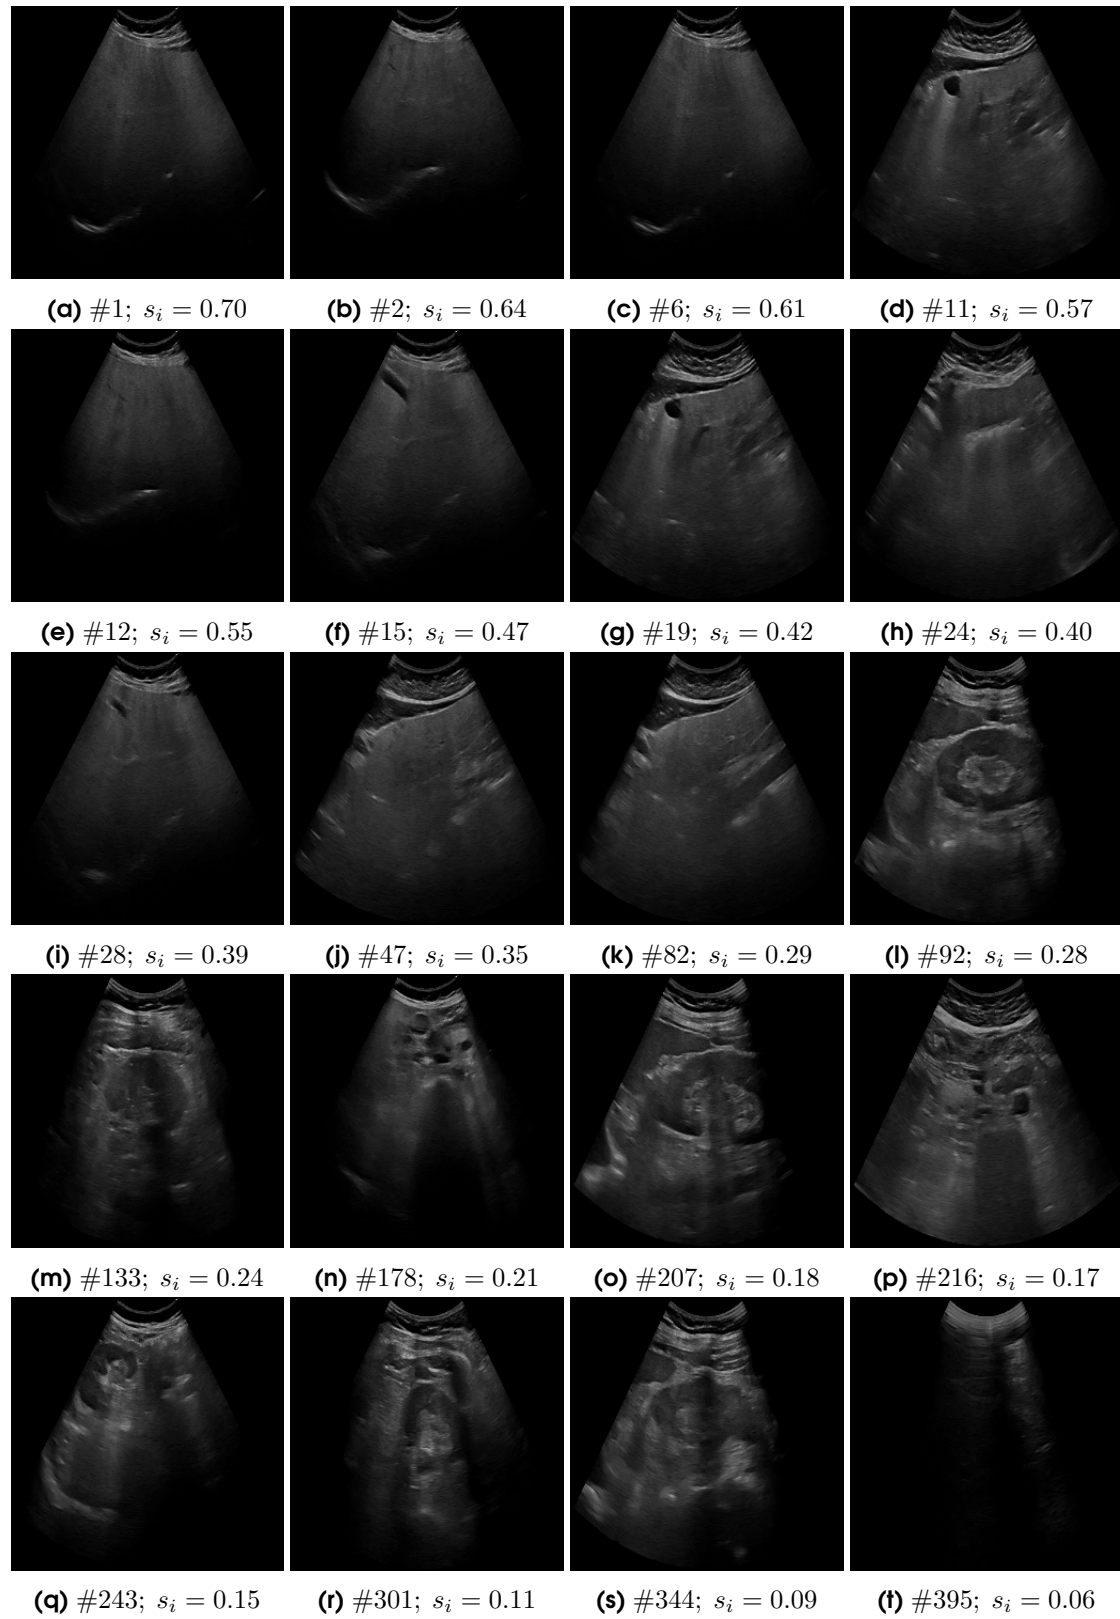 (a) #1; s_i = 0.70 (b) #2; s_i = 0.64 (c) #6; s_i = 0.61 (d) #11; s_i = 0.57
(e) #12; s_i = 0.55 (f) #15; s_i = 0.47 (g) #19; s_i = 0.42 (h) #24; s_i = 0.40
(i) #28; s_i = 0.39 (j) #47; s_i = 0.35 (k) #82; s_i = 0.29 (l) #92; s_i = 0.28
(m) #133; s_i = 0.24 (n) #178; s_i = 0.21 (o) #207; s_i = 0.18 (p) #216; s_i = 0.17
(q) #243; s_i = 0.15 (r) #301; s_i = 0.11 (s) #344; s_i = 0.09 (t) #395; s_i = 0.06